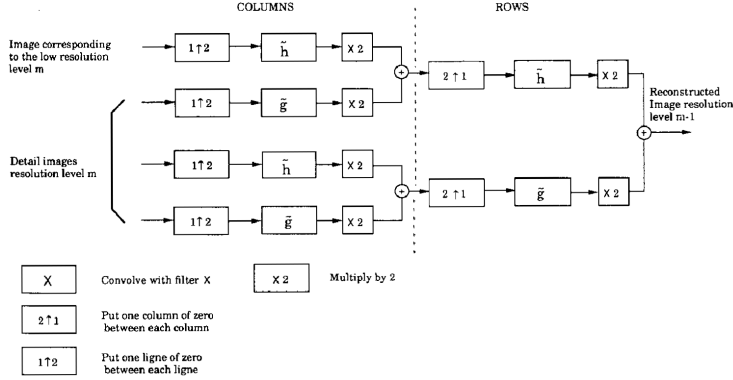 COLUMNS
ROWS
Image corresponding
to the low resolution
level m
1↑2
h̃
X 2
+
2 ↑ 1
h̃
X 2
1↑2
g̃
X 2
Reconstructed
Image resolution
level m-1
+
Detail images
resolution level m
1↑2
h̃
X 2
+
2 ↑ 1
g̃
X 2
1↑2
g̃
X 2
X
Convolve with filter X
X 2
Multiply by 2
2↑1
Put one column of zero
between each column
1↑2
Put one ligne of zero
between each ligne